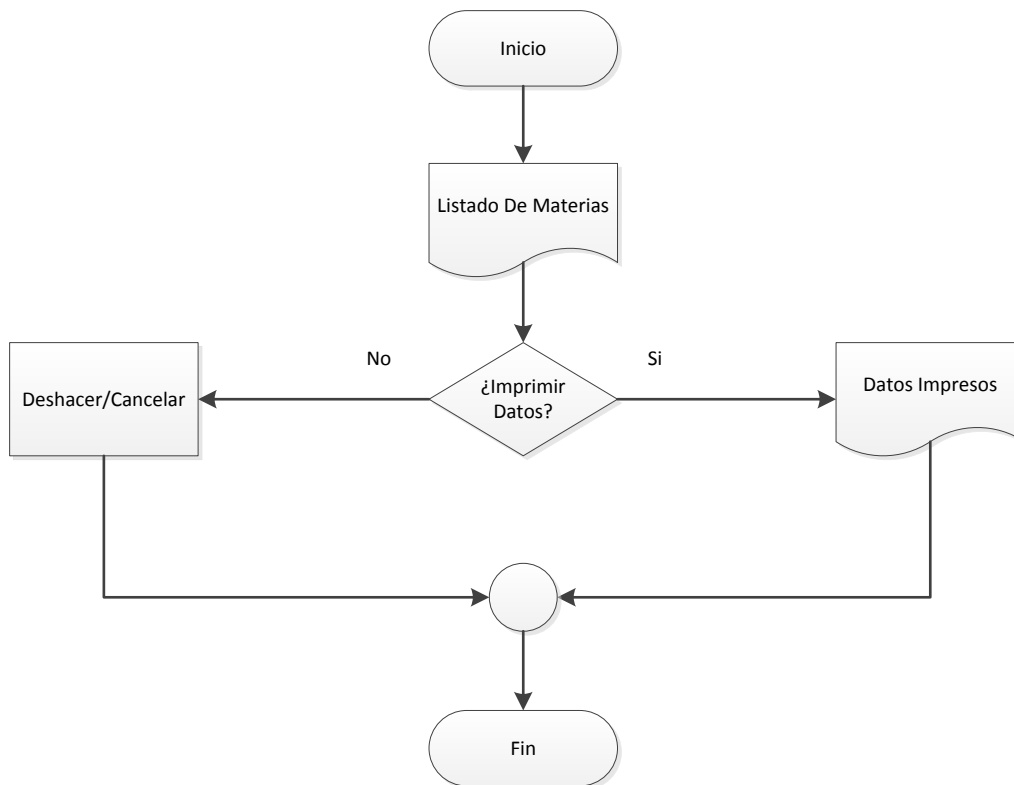 Inicio
Listado De Materias
No
Si
Deshacer/Cancelar
¿Imprimir
Datos?
Datos Impresos
Fin